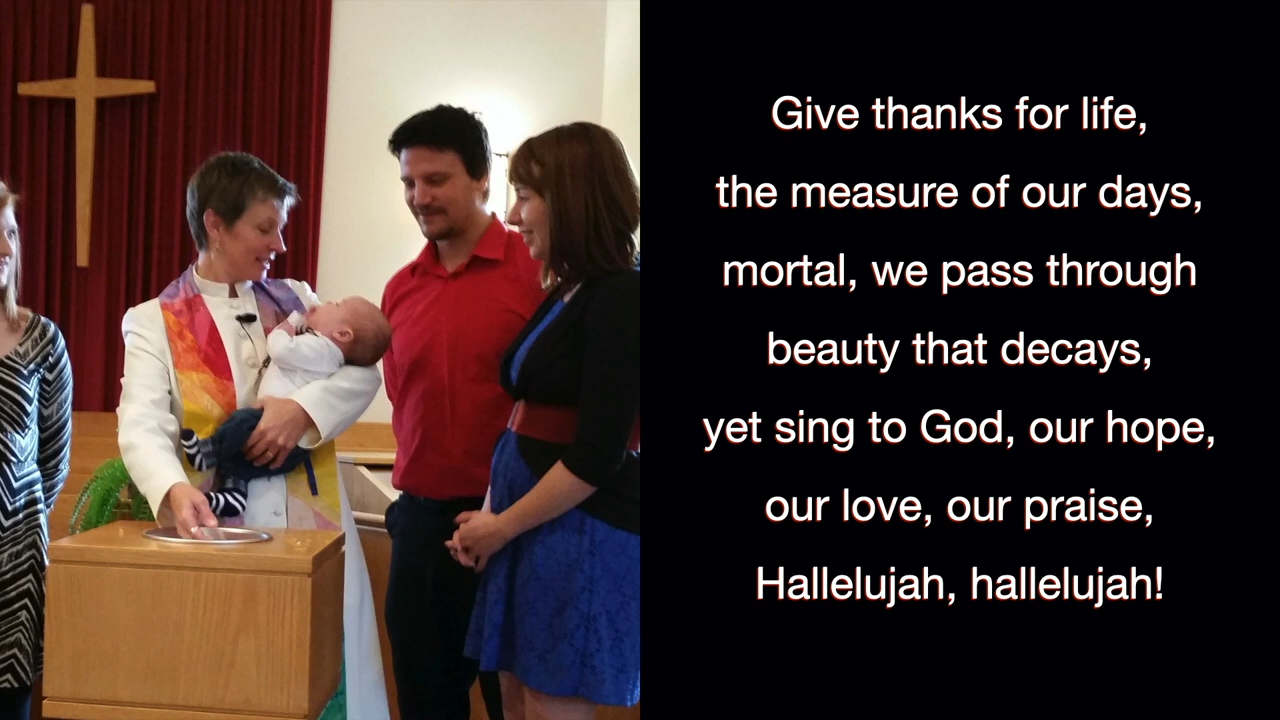 Give thanks for life,
the measure of our days,
mortal, we pass through
beauty that decays,
yet sing to God, our hope,
our love, our praise,
Hallelujah, hallelujah!